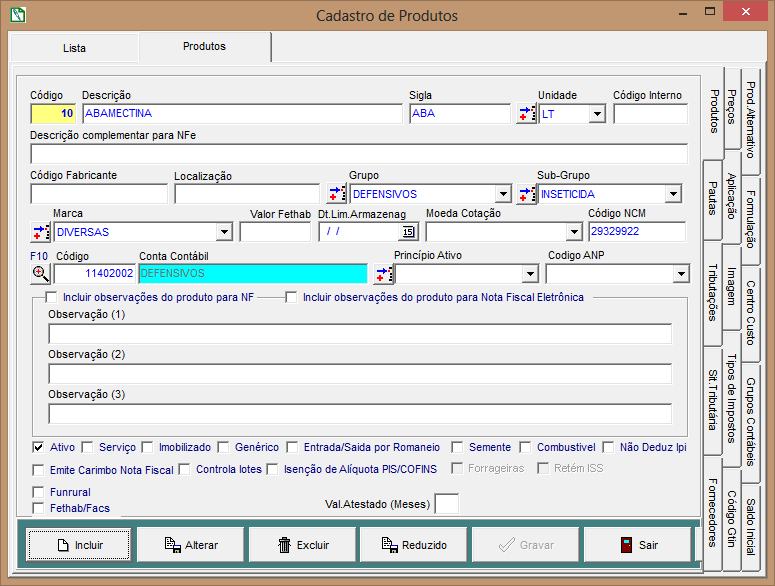 Cadastro de Produtos
Lista
Produtos
Código Descrição Sigla Unidade Código Interno
10 ABAMECTINA ABA LT
Descrição complementar para NFe
Código Fabricante Localização Grupo Sub-Grupo
DEFENSIVOS INSETICIDA
Marca Valor Fethab Dt.Lim.Armazenag Moeda Cotação Código NCM
DIVERSAS / / 15 29329922
F10 Código Conta Contábil Princípio Ativo Codigo ANP
11402002 DEFENSIVOS
Incluir observações do produto para NF Incluir observações do produto para Nota Fiscal Eletrônica
Observação (1)
Observação (2)
Observação (3)
Ativo Serviço Imobilizado Genérico Entrada/Saida por Romaneio Semente Combustivel Não Deduz Ipi
Emite Carimbo Nota Fiscal Controla lotes Isenção de Alíquota PIS/COFINS Forrageiras Retém ISS
Funrural
Fethab/Facs
Val.Atestado (Meses)
Incluir Alterar Excluir Reduzido Gravar Sair
Produtos
Pautas
Tributações
Sit.Tributária
Fornecedores
Preços
Aplicação
Imagem
Tipos de Impostos
Código Gtin
Prod.Alternativo
Formulação
Centro Custo
Grupos Contábeis
Saldo Inicial